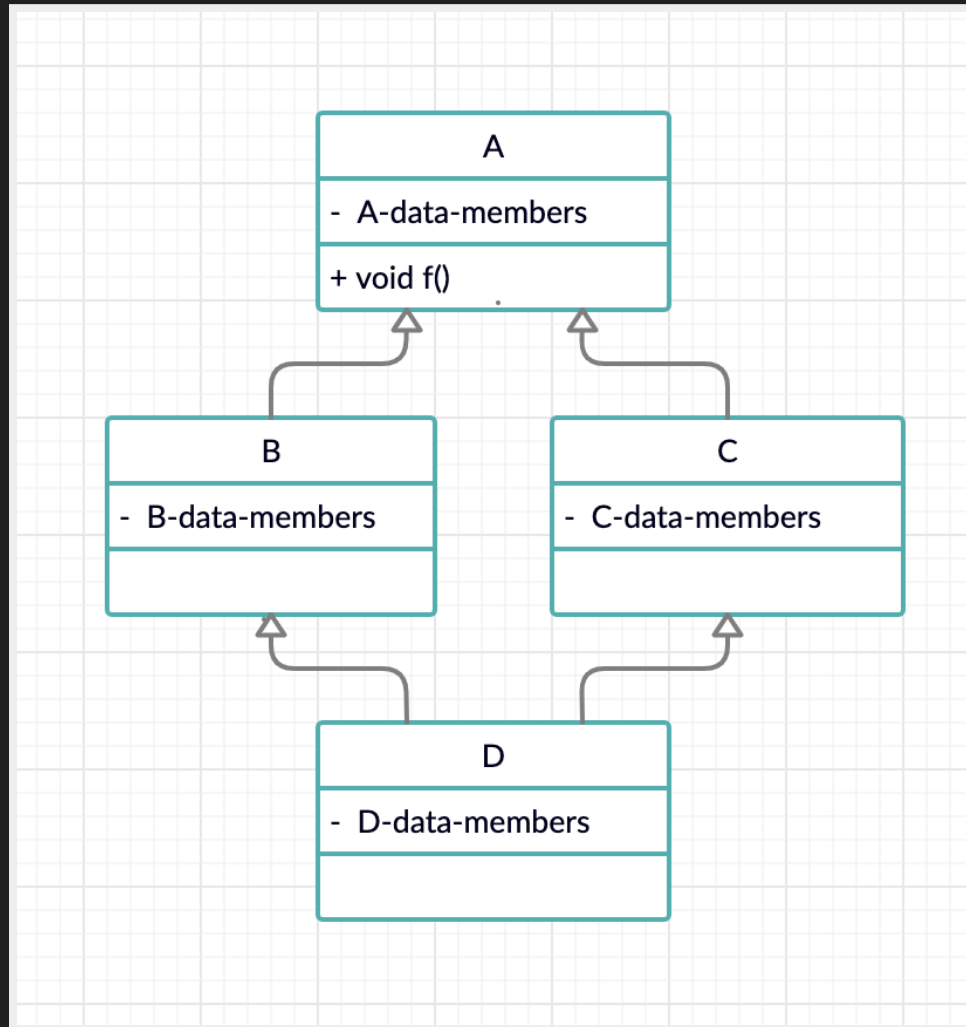 A
- A-data-members
+ void f()
B
- B-data-members
C
- C-data-members
D
- D-data-members